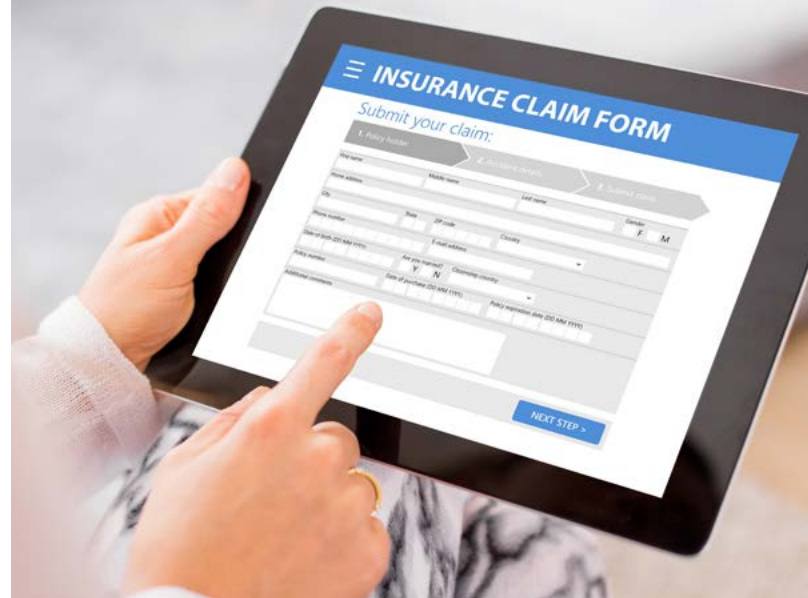 INSURANCE CLAIM FORM
Submit your claim:
1. Policy holder 2. Accident details 3. Submit claim
First name Middle name Last name Gender
F M
Home address
City State ZIP code Country
Phone number E-mail address
Date of birth (DD MM YYYY) Are you married? Citizenship country
Y N
Policy number Date of purchase (DD MM YYYY) Policy expiration date (DD MM YYYY)
Additional comments
NEXT STEP >